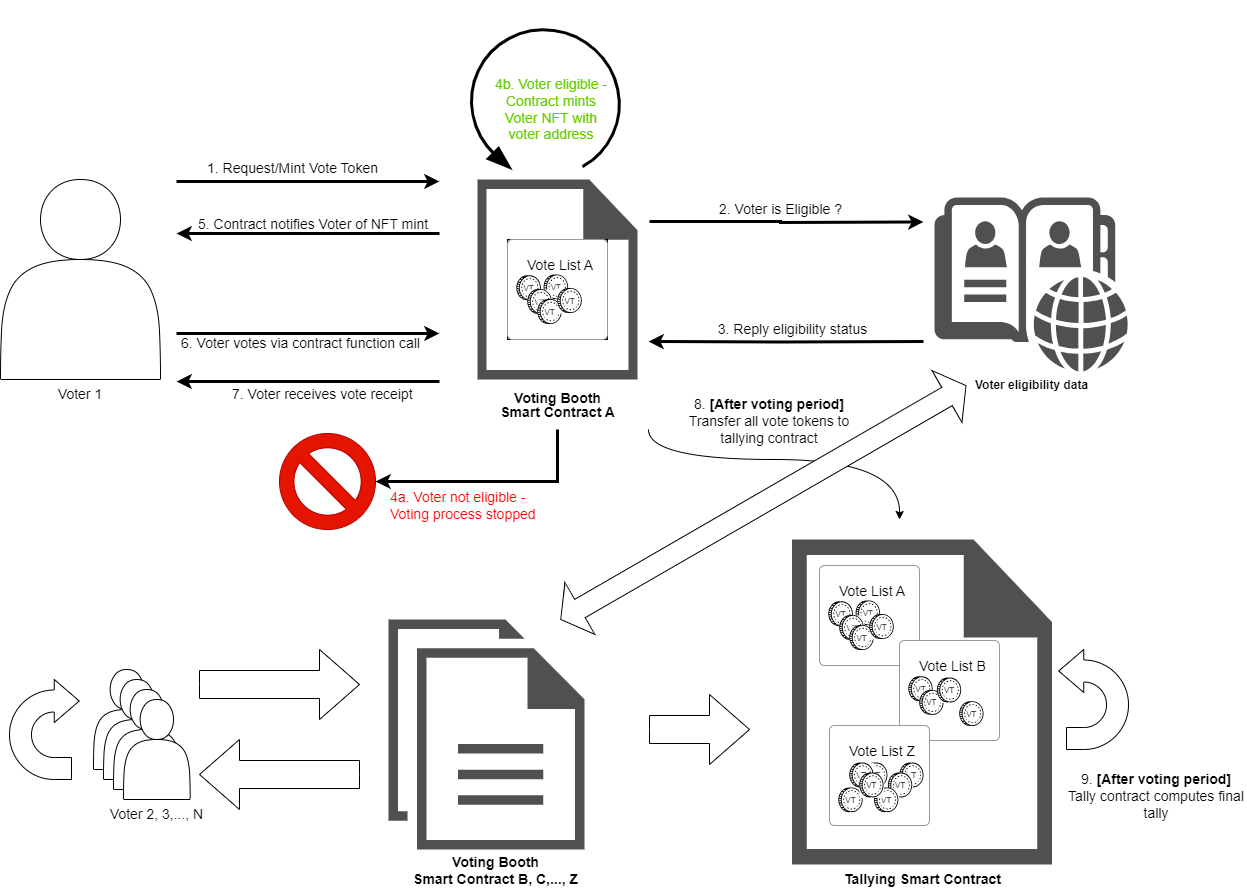 4b. Voter eligible -
Contract mints
Voter NFT with
voter address
1. Request/Mint Vote Token
5. Contract notifies Voter of NFT mint
2. Voter is Eligible ?
Vote List A
VT
VT
VT
VT
VT
3. Reply eligibility status
6. Voter votes via contract function call
7. Voter receives vote receipt
Voter 1
Voting Booth
Smart Contract A
Voter eligibility data
8. [After voting period]
Transfer all vote tokens to
tallying contract
4a. Voter not eligible -
Voting process stopped
Vote List A
VT
VT
VT
VT
VT
Vote List B
VT
VT
VT
VT
Vote List Z
VT
VT
VT
VT
VT
VT
9. [After voting period]
Tally contract computes final
tally
Voter 2, 3,..., N
Voting Booth
Smart Contract B, C,..., Z
Tallying Smart Contract